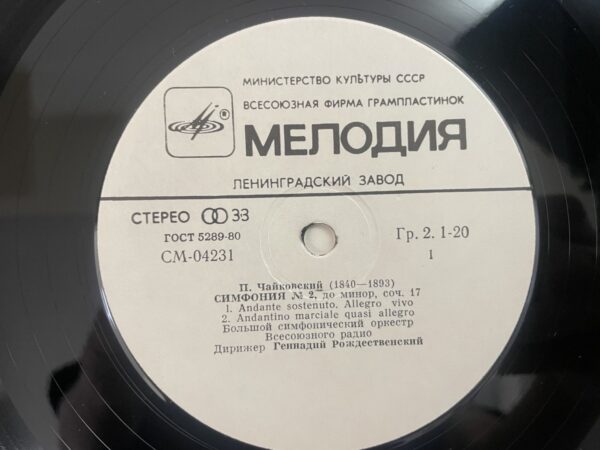 МИНИСТЕРСТВО КУЛЬТУРЫ СССР
ВСЕСОЮЗНАЯ ФИРМА ГРАМПЛАСТИНОК
®
МЕЛОДИЯ
ЛЕНИНГРАДСКИЙ ЗАВОД
СТЕРЕО 33
ГОСТ 5289-80
Гр. 2. 1-20
СМ-04231
1
П. Чайковский (1840—1893)
СИМФОНИЯ № 2, до минор, соч. 17
1. Andante sostenuto. Allegro vivo
2. Andantino marciale quasi allegro
Большой симфонический оркестр
Всесоюзного радио
Дирижер Геннадий Рождественский